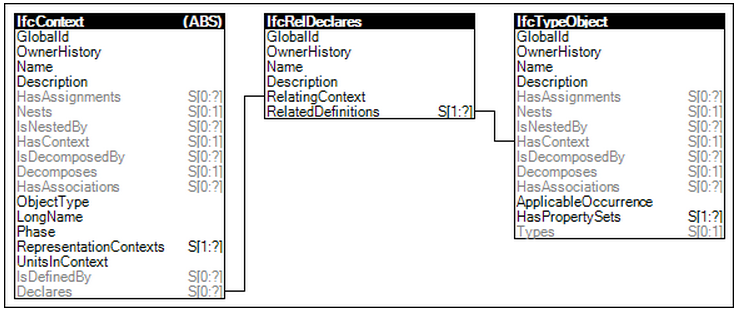 IfcContext (ABS)
GlobalId
OwnerHistory
Name
Description
HasAssignments S[0:?]
Nests S[0:1]
IsNestedBy S[0:?]
HasContext S[0:1]
IsDecomposedBy S[0:?]
Decomposes S[0:1]
HasAssociations S[0:?]
ObjectType
LongName
Phase
RepresentationContexts S[1:?]
UnitsInContext
IsDefinedBy S[0:?]
Declares S[0:?]
IfcRelDeclares
GlobalId
OwnerHistory
Name
Description
RelatingContext
RelatedDefinitions S[1:?]
IfcTypeObject
GlobalId
OwnerHistory
Name
Description
HasAssignments S[0:?]
Nests S[0:1]
IsNestedBy S[0:?]
HasContext S[0:1]
IsDecomposedBy S[0:?]
Decomposes S[0:1]
HasAssociations S[0:?]
ApplicableOccurrence
HasPropertySets S[1:?]
Types S[0:1]